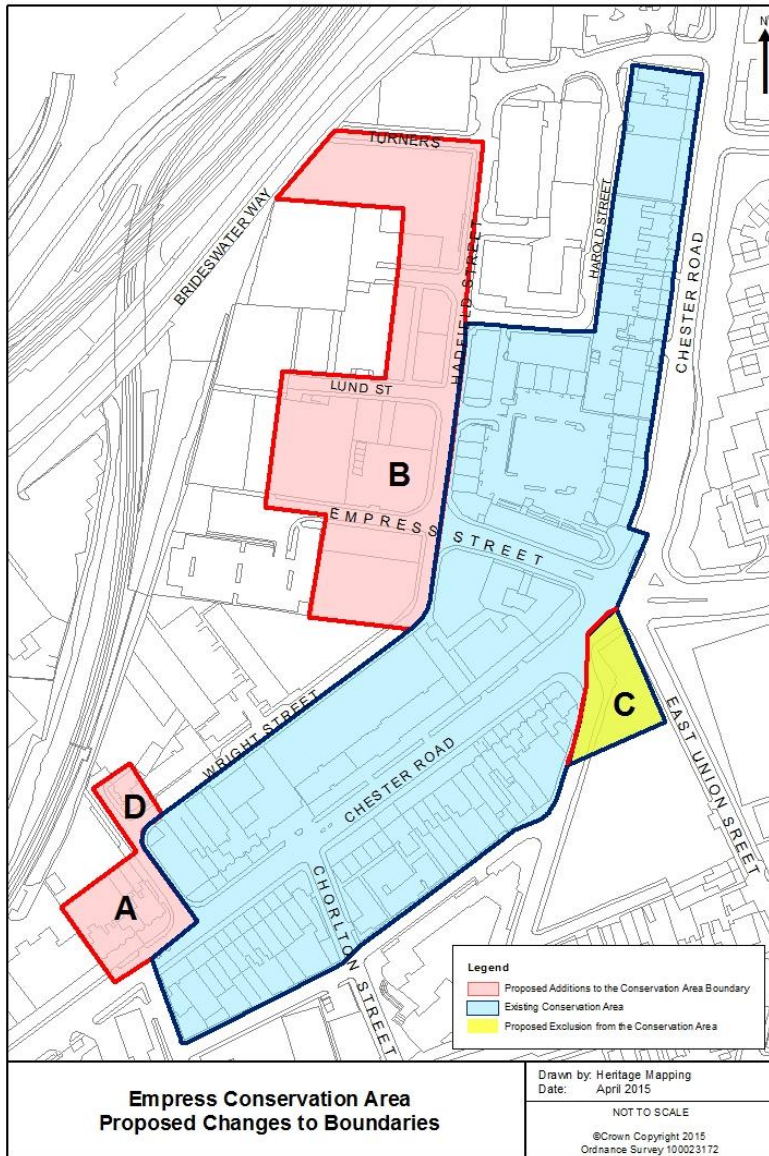 N
TURNERS
BRIDESWATER WAY
HADFIELD STREET
HAROLD STREET
CHESTER ROAD
LUND ST
B
EMPRESS STREET
C
WRIGHT STREET
CHESTER ROAD
EAST UNION SREET
D
A
CHORLTON STREET
Legend
Proposed Additions to the Conservation Area Boundary
Existing Conservation Area
Proposed Exclusion from the Conservation Area
Empress Conservation Area
Proposed Changes to Boundaries
Drawn by: Heritage Mapping
Date: April 2015
NOT TO SCALE
©Crown Copyright 2015
Ordnance Survey 100023172